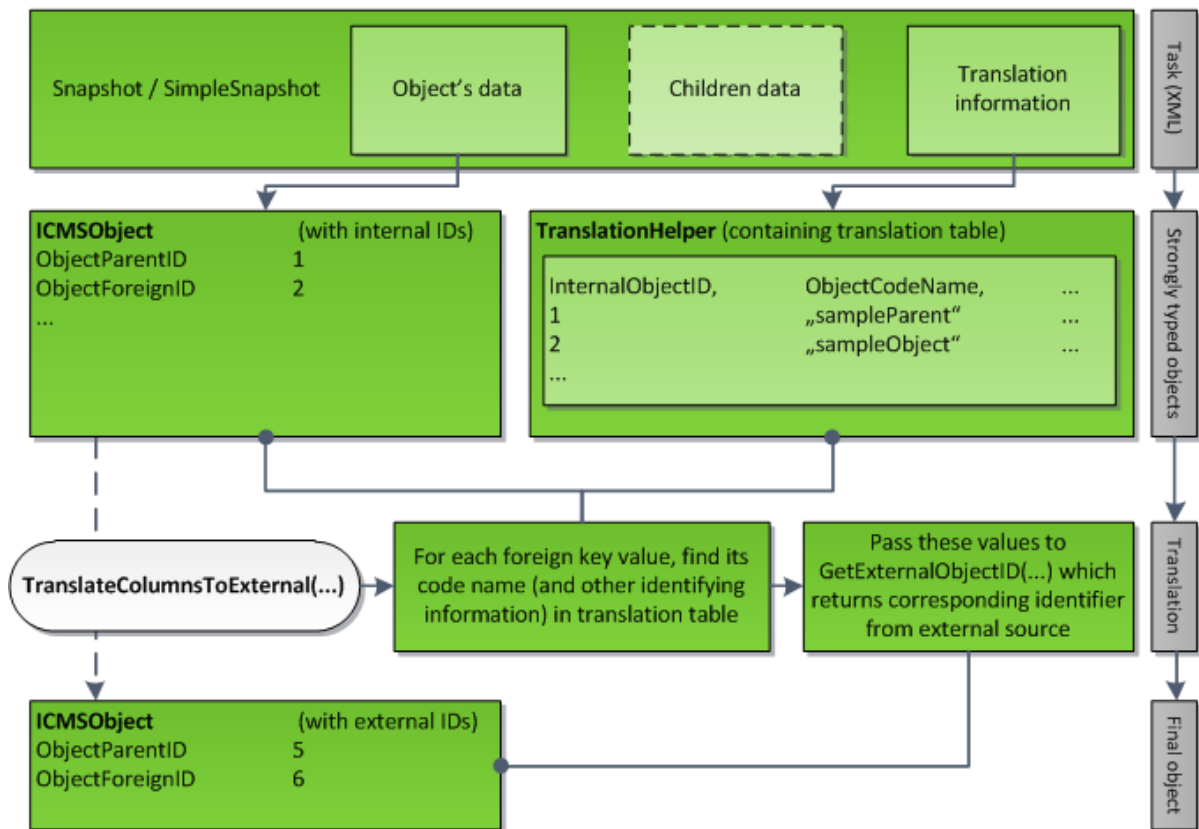 Snapshot / SimpleSnapshot
Object's data
Children data
Translation
information
Task (XML)
ICMSObject (with internal IDs)
ObjectParentID 1
ObjectForeignID 2
...
TranslationHelper (containing translation table)
InternalObjectID, ObjectCodeName, ...
1 „sampleParent“ ...
2 „sampleObject“ ...
...
Strongly typed objects
TranslateColumnsToExternal(...)
For each foreign key value, find its
code name (and other identifying
information) in translation table
Pass these values to
GetExternalObjectID(...) which
returns corresponding identifier
from external source
Translation
ICMSObject (with external IDs)
ObjectParentID 5
ObjectForeignID 6
Final object